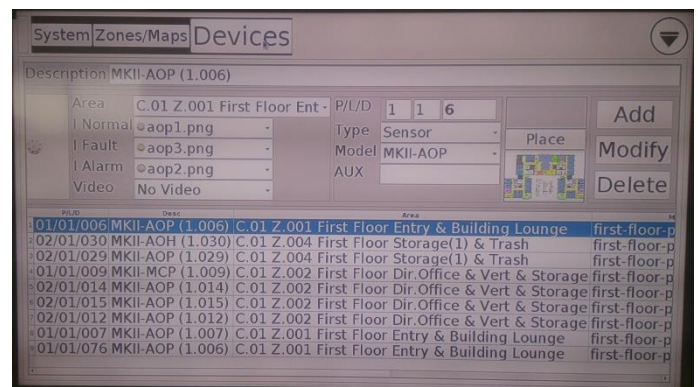 System Zones/Maps Devices
Description MKII-AOP (1.006)
Area C.01 Z.001 First Floor Ent P/L/D 1 1 6 Add
I Normal aop1.png Type Sensor Place
I Fault aop3.png Model MKII-AOP Modify
I Alarm aop2.png AUX
Video No Video Delete
P/L/D Desc Area M
1 01/01/006 MKII-AOP (1.006) C.01 Z.001 First Floor Entry & Building Lounge first-floor-p
2 02/01/030 MKII-AOH (1.030) C.01 Z.004 First Floor Storage(1) & Trash first-floor-p
3 02/01/029 MKII-AOP (1.029) C.01 Z.004 First Floor Storage(1) & Trash first-floor-p
4 01/01/009 MKII-MCP (1.009) C.01 Z.002 First Floor Dir.Office & Vert & Storage first-floor-p
5 02/01/014 MKII-AOP (1.014) C.01 Z.002 First Floor Dir.Office & Vert & Storage first-floor-p
6 02/01/015 MKII-AOP (1.015) C.01 Z.002 First Floor Dir.Office & Vert & Storage first-floor-p
7 02/01/012 MKII-AOP (1.012) C.01 Z.002 First Floor Dir.Office & Vert & Storage first-floor-p
8 01/01/007 MKII-AOP (1.007) C.01 Z.001 First Floor Entry & Building Lounge first-floor-p
9 01/01/076 MKII-AOP (1.006) C.01 Z.001 First Floor Entry & Building Lounge first-floor-p